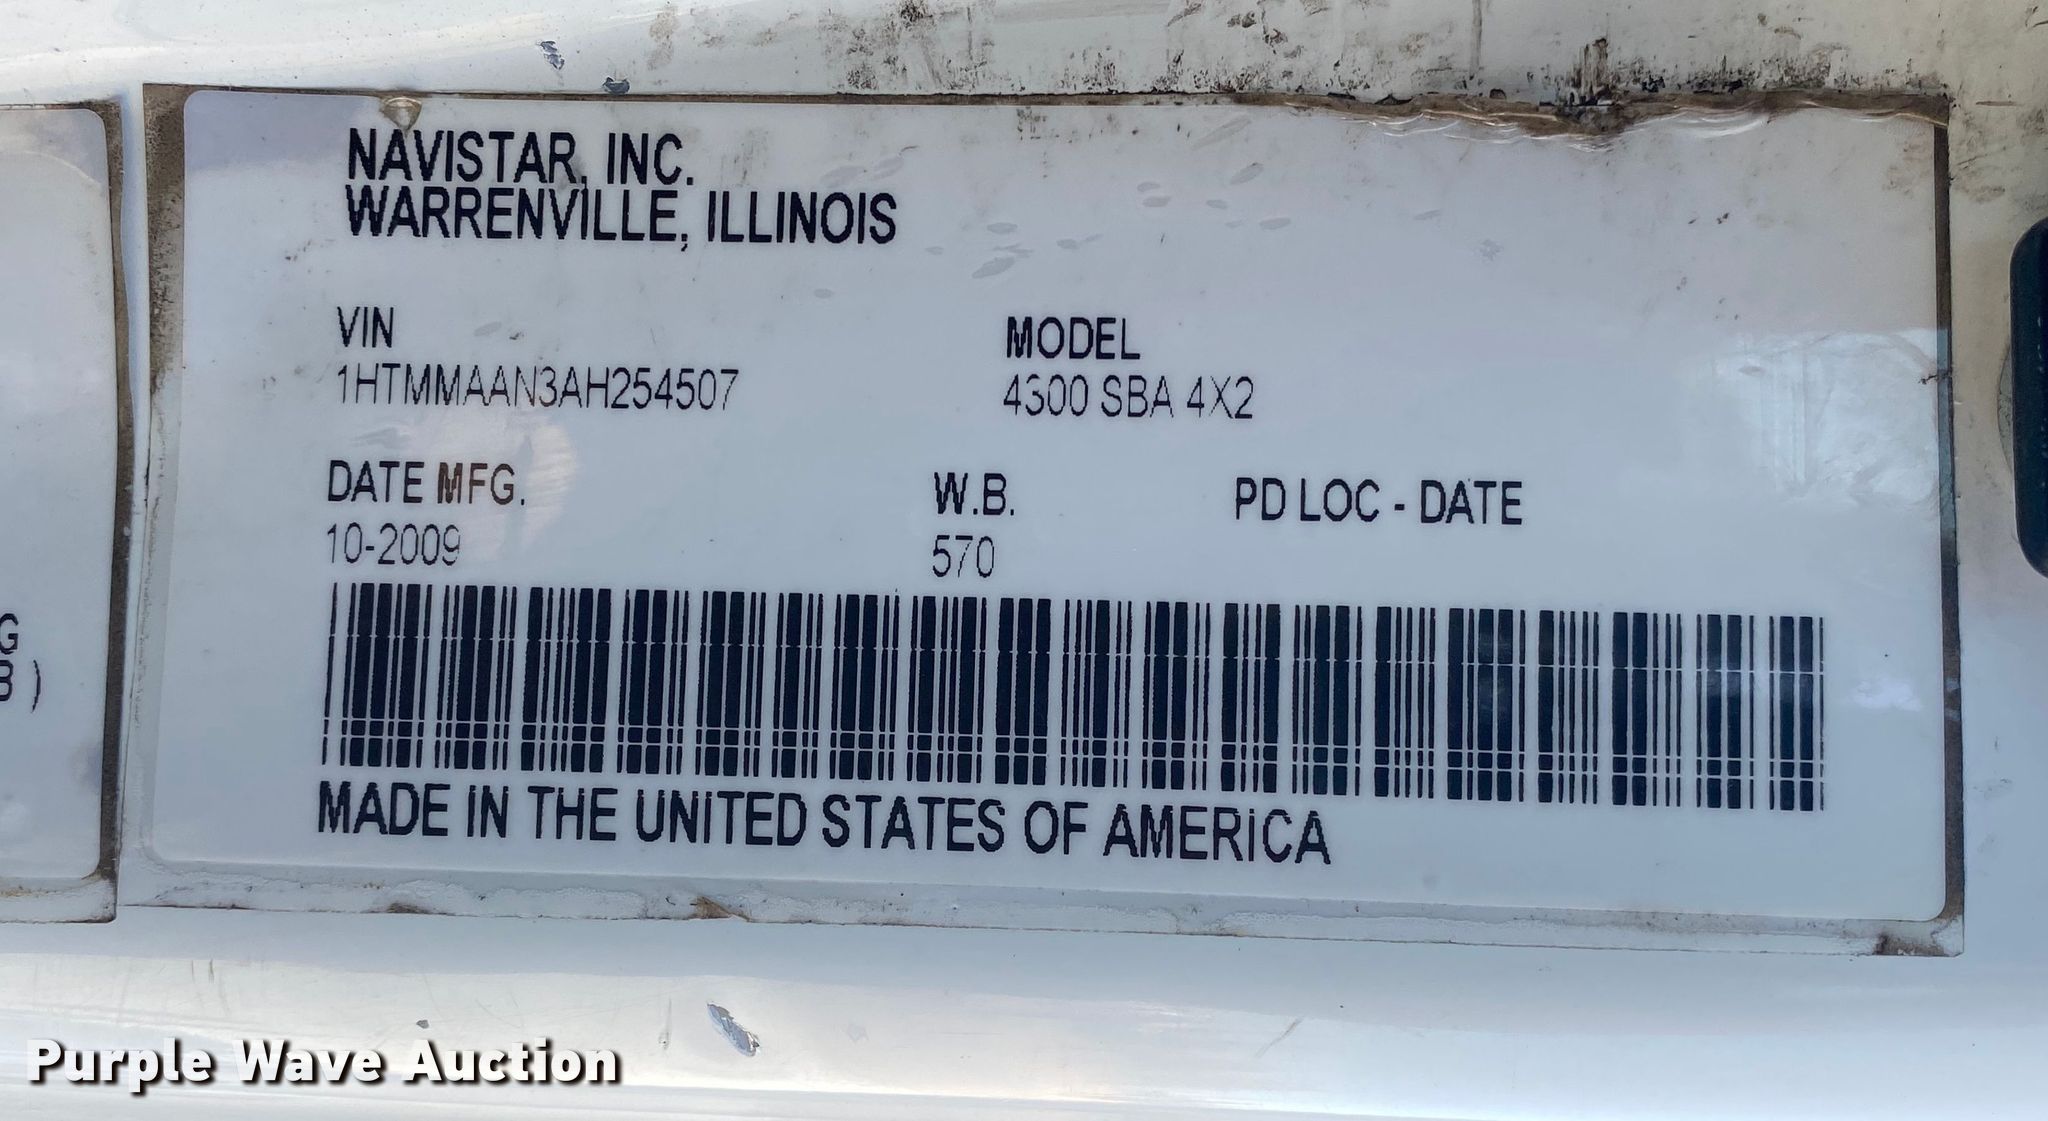 NAVISTAR, INC.
WARRENVILLE, ILLINOIS
VIN
1HTMMAAN3AH254507
MODEL
4300 SBA 4X2
DATE MFG.
10-2009
W.B.
570
PD LOC - DATE
MADE IN THE UNITED STATES OF AMERICA
G
B )
Purple Wave Auction